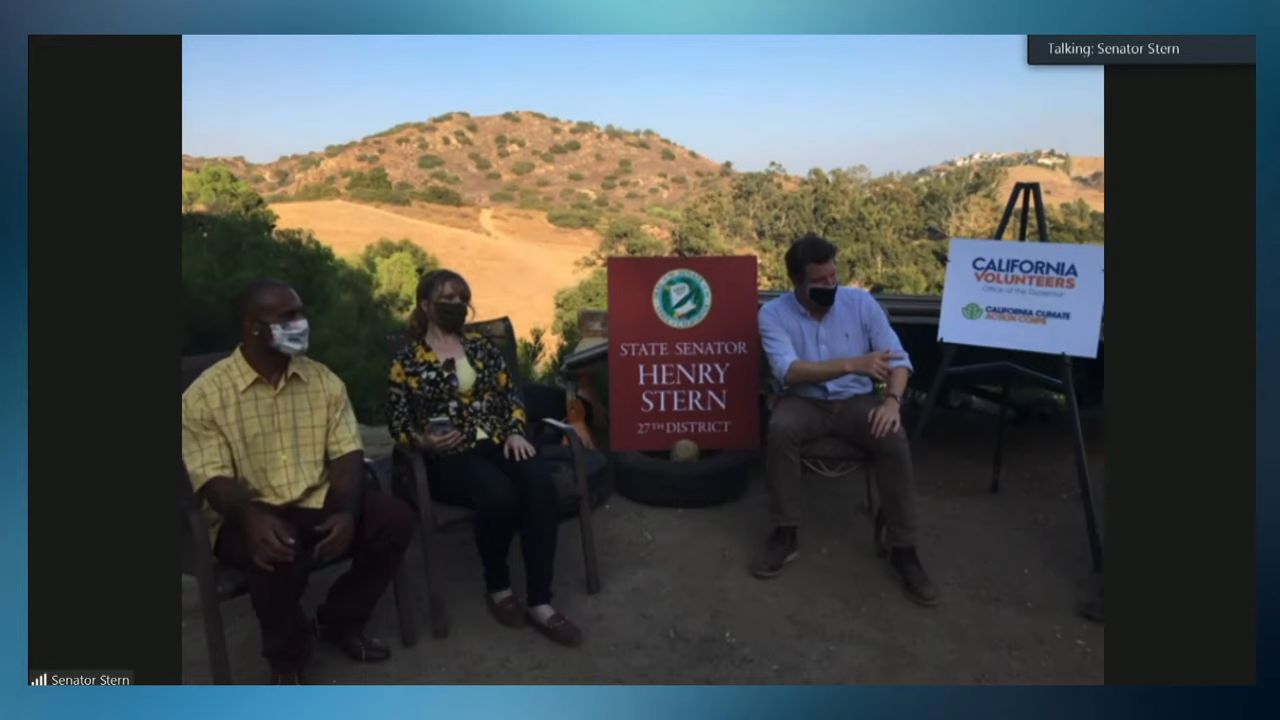 Talking: Senator Stern
STATE SENATOR
HENRY
STERN
27TH DISTRICT
CALIFORNIA
VOLUNTEERS
Office of the Governor
CALIFORNIA CLIMATE
ACTION CORPS
Senator Stern